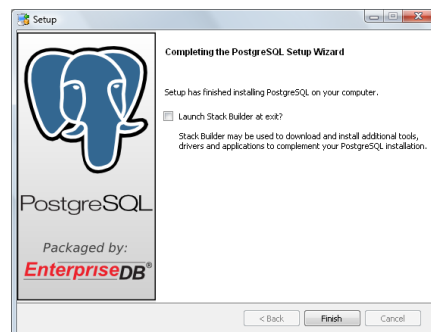 Setup
Completing the PostgreSQL Setup Wizard
Setup has finished installing PostgreSQL on your computer.
Launch Stack Builder at exit?
Stack Builder may be used to download and install additional tools,
drivers and applications to complement your PostgreSQL installation.
PostgreSQL
Packaged by:
EnterpriseDB®
< Back
Finish
Cancel